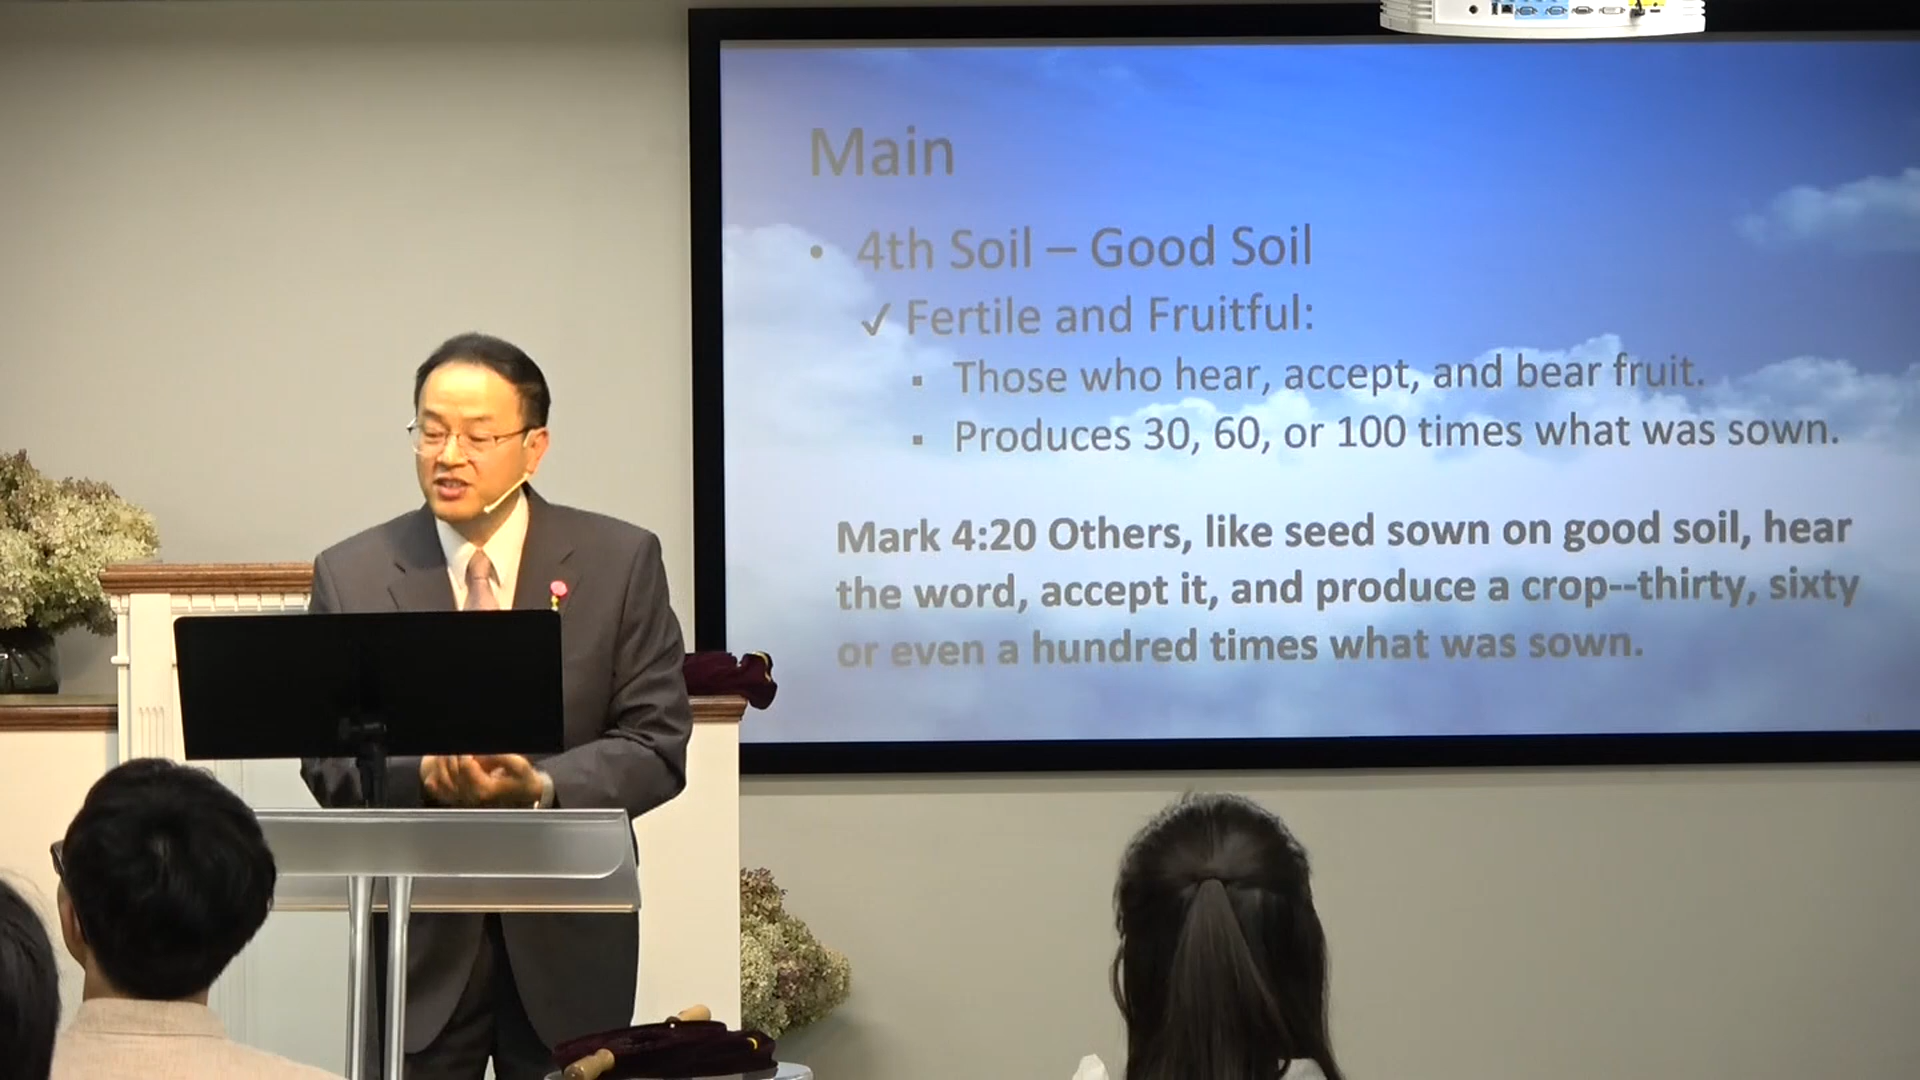 Main
• 4th Soil – Good Soil
✓ Fertile and Fruitful:
▪ Those who hear, accept, and bear fruit.
▪ Produces 30, 60, or 100 times what was sown.
Mark 4:20 Others, like seed sown on good soil, hear
the word, accept it, and produce a crop--thirty, sixty
or even a hundred times what was sown.